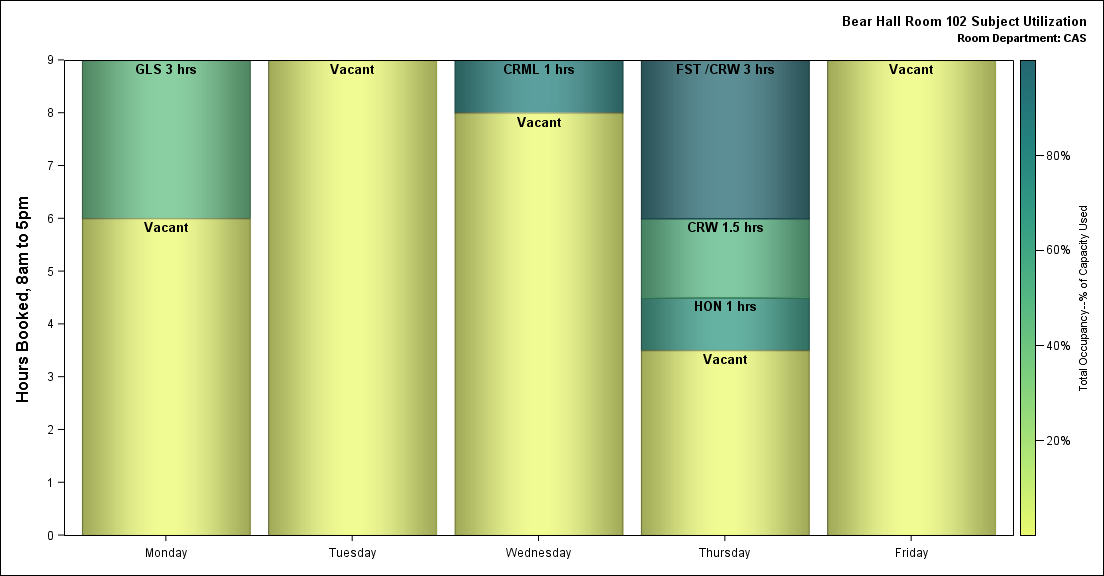 Bear Hall Room 102 Subject Utilization
Room Department: CAS
Hours Booked, 8am to 5pm
9
8
7
6
5
4
3
2
1
0
GLS 3 hrs
Vacant
Vacant
CRML 1 hrs
Vacant
FST /CRW 3 hrs
CRW 1.5 hrs
HON 1 hrs
Vacant
Vacant
Monday
Tuesday
Wednesday
Thursday
Friday
80%
60%
40%
20%
Total Occupancy--% of Capacity Used